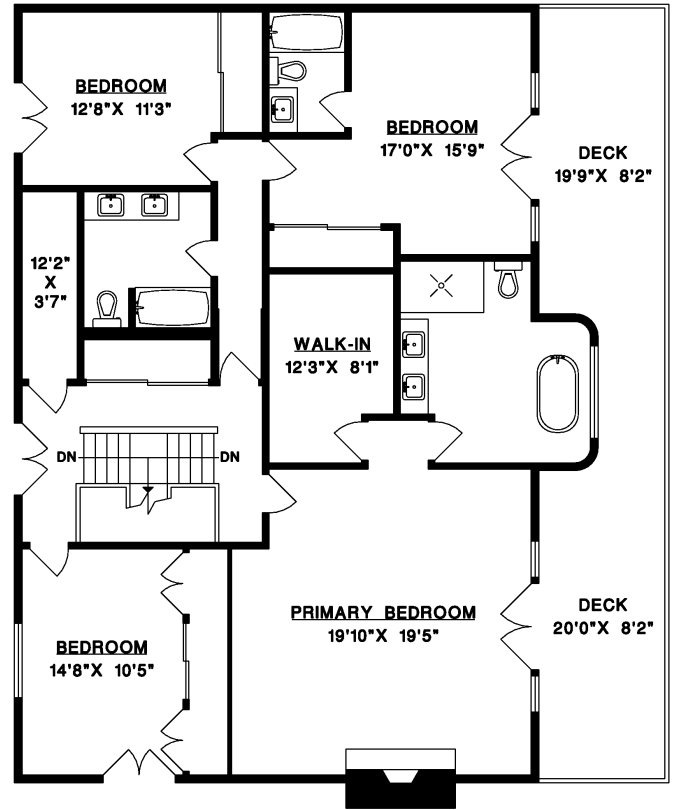 BEDROOM
12'8"X 11'3"
BEDROOM
17'0"X 15'9"
DECK
19'9"X 8'2"
12'2"
X
3'7"
WALK-IN
12'3"X 8'1"
DN
DN
BEDROOM
14'8"X 10'5"
PRIMARY BEDROOM
19'10"X 19'5"
DECK
20'0"X 8'2"